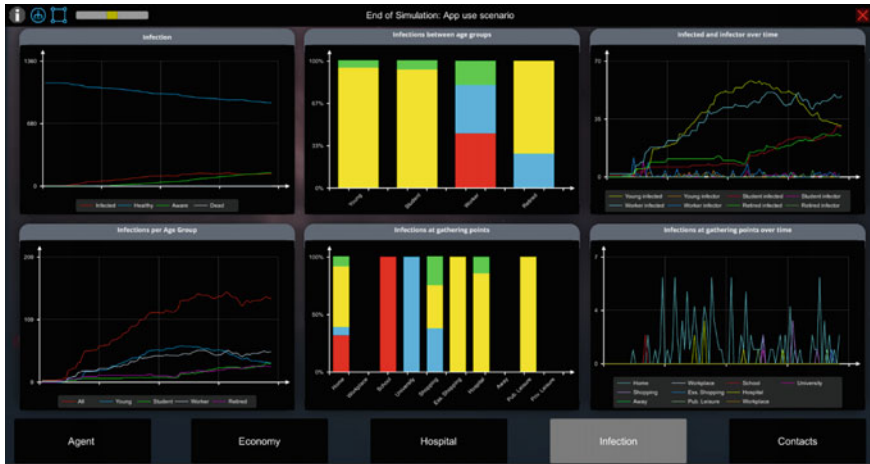 End of Simulation: App use scenario
Infection
1360
680
0
Infected Healthy Aware Dead
Infections between age groups
100%
67%
33%
0%
Young Student Worker Retired
Infected and infector over time
70
35
0
Young infected Young infector Student infected Student infector
Worker infected Worker infector Retired infected Retired infector
Infections per Age Group
0
All Young Student Worker Retired
Infections at gathering points
100%
50%
0%
Home Workplace School University Shopping Ess. Shopping Hospital Away Pub. Leisure Priv. Leisure
Infections at gathering points over time
7
0
Home Workplace School University
Shopping Ess. Shopping Hospital
Away Pub. Leisure Workplace
Agent Economy Hospital Infection Contacts